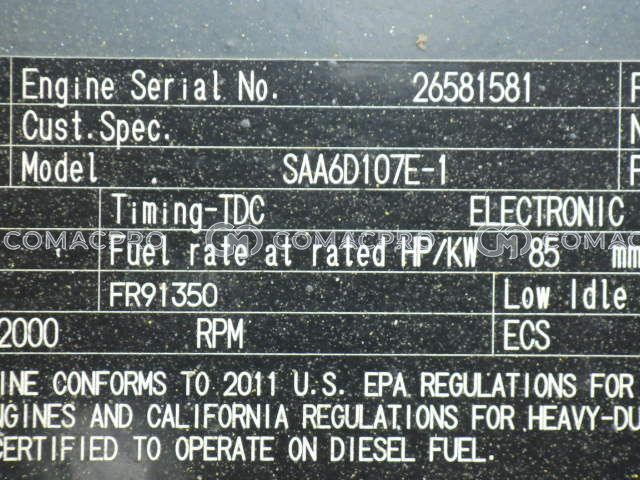 Engine Serial No. 26581581 F
Cust.Spec.
Model SAA6D107E-1
Timing-TDC ELECTRONIC
COMACPRO COMACPRO
Fuel rate at rated HP/KW 85 mm
FR91350 Low Idle
2000 RPM ECS
INE CONFORMS TO 2011 U.S. EPA REGULATIONS FOR
NGINES AND CALIFORNIA REGULATIONS FOR HEAVY-DU
CERTIFIED TO OPERATE ON DIESEL FUEL.